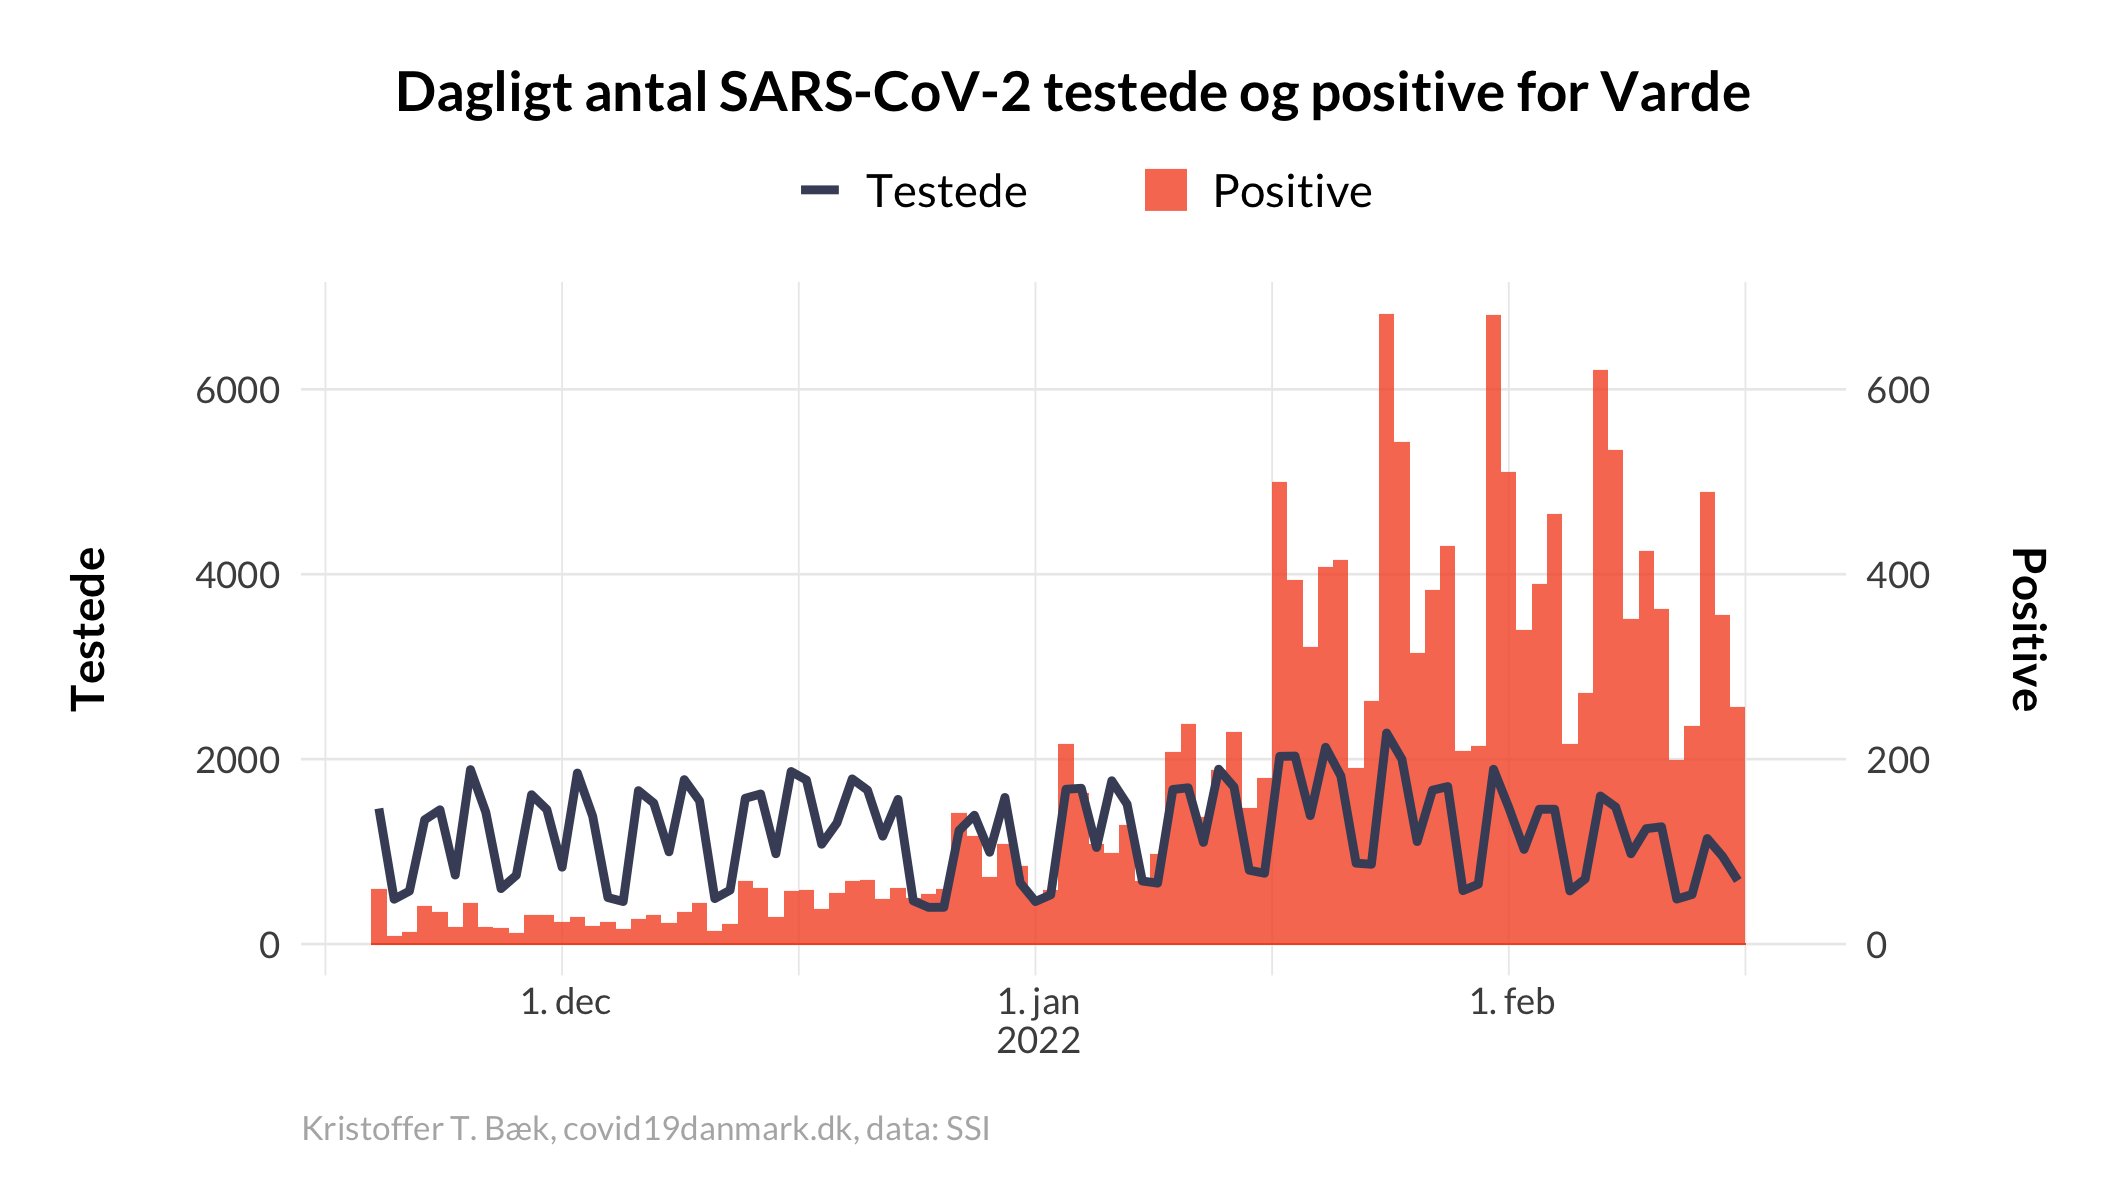 Dagligt antal SARS-CoV-2 testede og positive for Varde
Testede
Positive
6000
4000
2000
0
600
400
200
0
Testede
Positive
1. dec
1. jan
2022
1. feb
Kristoffer T. Bæk, covid19danmark.dk, data: SSI